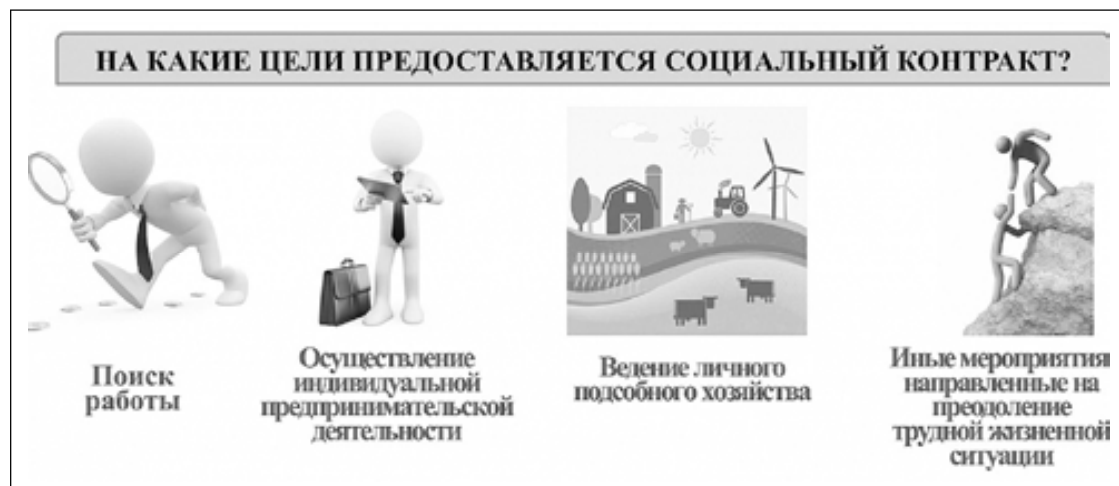 НА КАКИЕ ЦЕЛИ ПРЕДОСТАВЛЯЕТСЯ СОЦИАЛЬНЫЙ КОНТРАКТ?
Поиск
работы
Осуществление
индивидуальной
предпринимательской
деятельности
Ведение личного
подсобного хозяйства
Иные мероприятия
направленные на
преодоление
трудной жизненной
ситуации